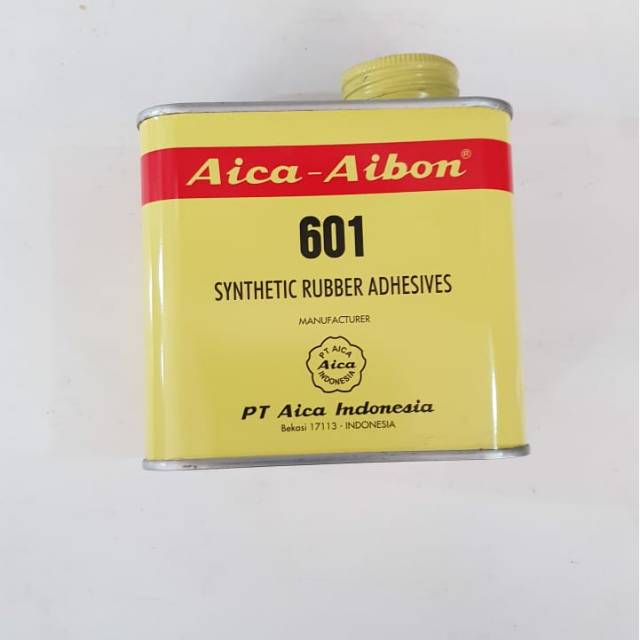 Aica-Aibon®
601
SYNTHETIC RUBBER ADHESIVES
MANUFACTURER
PT AICA
Aica
INDONESIA
PT Aica Indonesia
Bekasi 17113 - INDONESIA